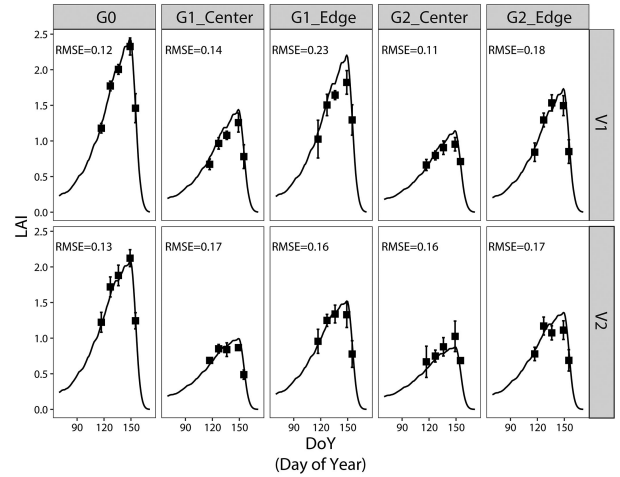 G0 G1_Center G1_Edge G2_Center G2_Edge
2.5
2.0
1.5
1.0
0.5
0.0
RMSE=0.12 RMSE=0.14 RMSE=0.23 RMSE=0.11 RMSE=0.18
V1
LAI
2.5
2.0
1.5
1.0
0.5
0.0
RMSE=0.13 RMSE=0.17 RMSE=0.16 RMSE=0.16 RMSE=0.17
V2
90 120 150 90 120 150 90 120 150 90 120 150 90 120 150
DoY
(Day of Year)